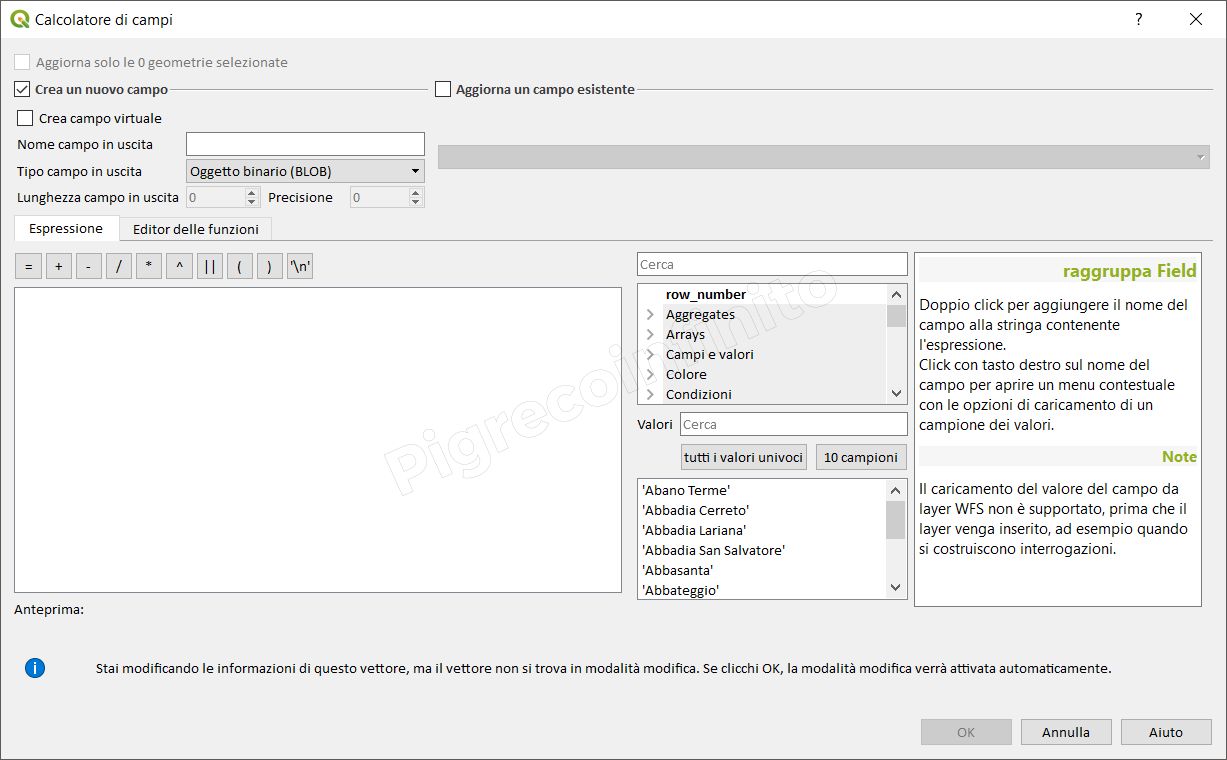 Calcolatore di campi
?
Aggiorna solo le 0 geometrie selezionate
Crea un nuovo campo
Aggiorna un campo esistente
Crea campo virtuale
Nome campo in uscita
Tipo campo in uscita Oggetto binario (BLOB)
Lunghezza campo in uscita 0 Precisione 0
Espressione Editor delle funzioni
= + - / * ^ || ( ) '\n'
Cerca
row_number
Aggregates
Arrays
Campi e valori
Colore
Condizioni
Valori Cerca
tutti i valori univoci 10 campioni
'Abano Terme'
'Abbadia Cerreto'
'Abbadia Lariana'
'Abbadia San Salvatore'
'Abbasanta'
'Abbateggio'
raggruppa Field
Doppio click per aggiungere il nome del
campo alla stringa contenente
l'espressione.
Click con tasto destro sul nome del
campo per aprire un menu contestuale
con le opzioni di caricamento di un
campione dei valori.
Note
Il caricamento del valore del campo da
layer WFS non è supportato, prima che il
layer venga inserito, ad esempio quando
si costruiscono interrogazioni.
Pigrecoinfinito
Anteprima:
Stai modificando le informazioni di questo vettore, ma il vettore non si trova in modalità modifica. Se clicchi OK, la modalità modifica verrà attivata automaticamente.
OK Annulla Aiuto